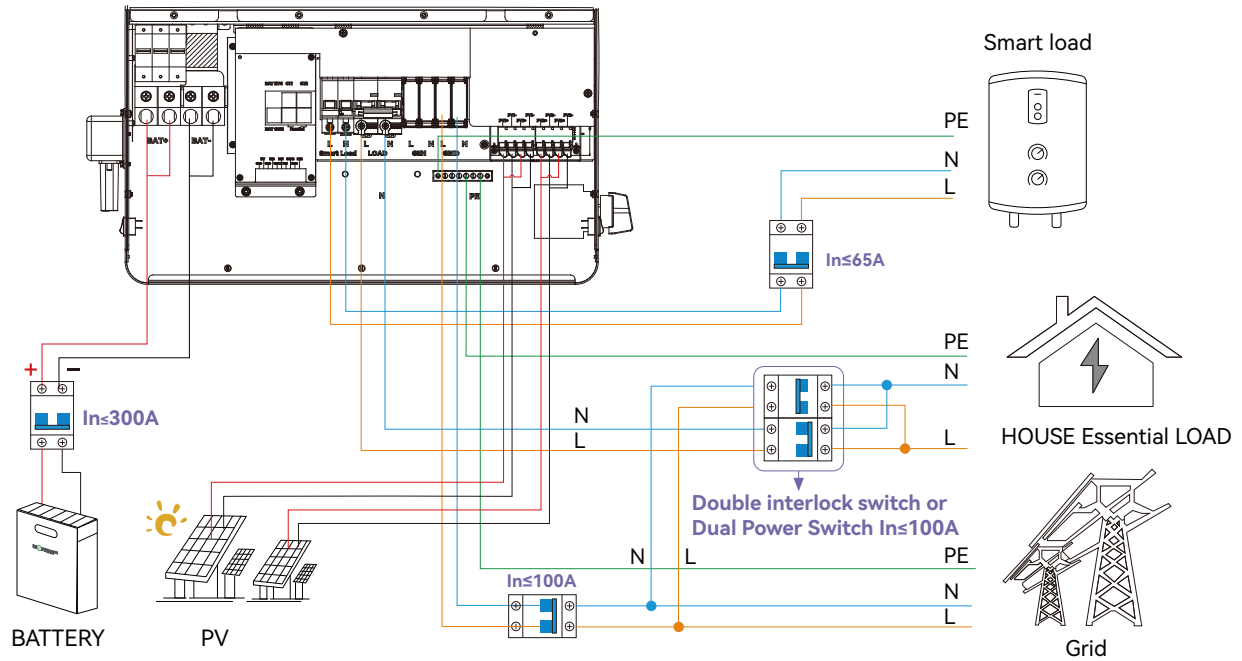 Smart load
BAT+
BAT-
L N L N L N L N
Smart Load LOAD GEN GRID
N
PE
PE
N
L
In≤65A
+ −
In≤300A
PE
N
N
L
L
HOUSE Essential LOAD
Double interlock switch or
Dual Power Switch In≤100A
N L
PE
In≤100A
N
L
BATTERY
PV
Grid